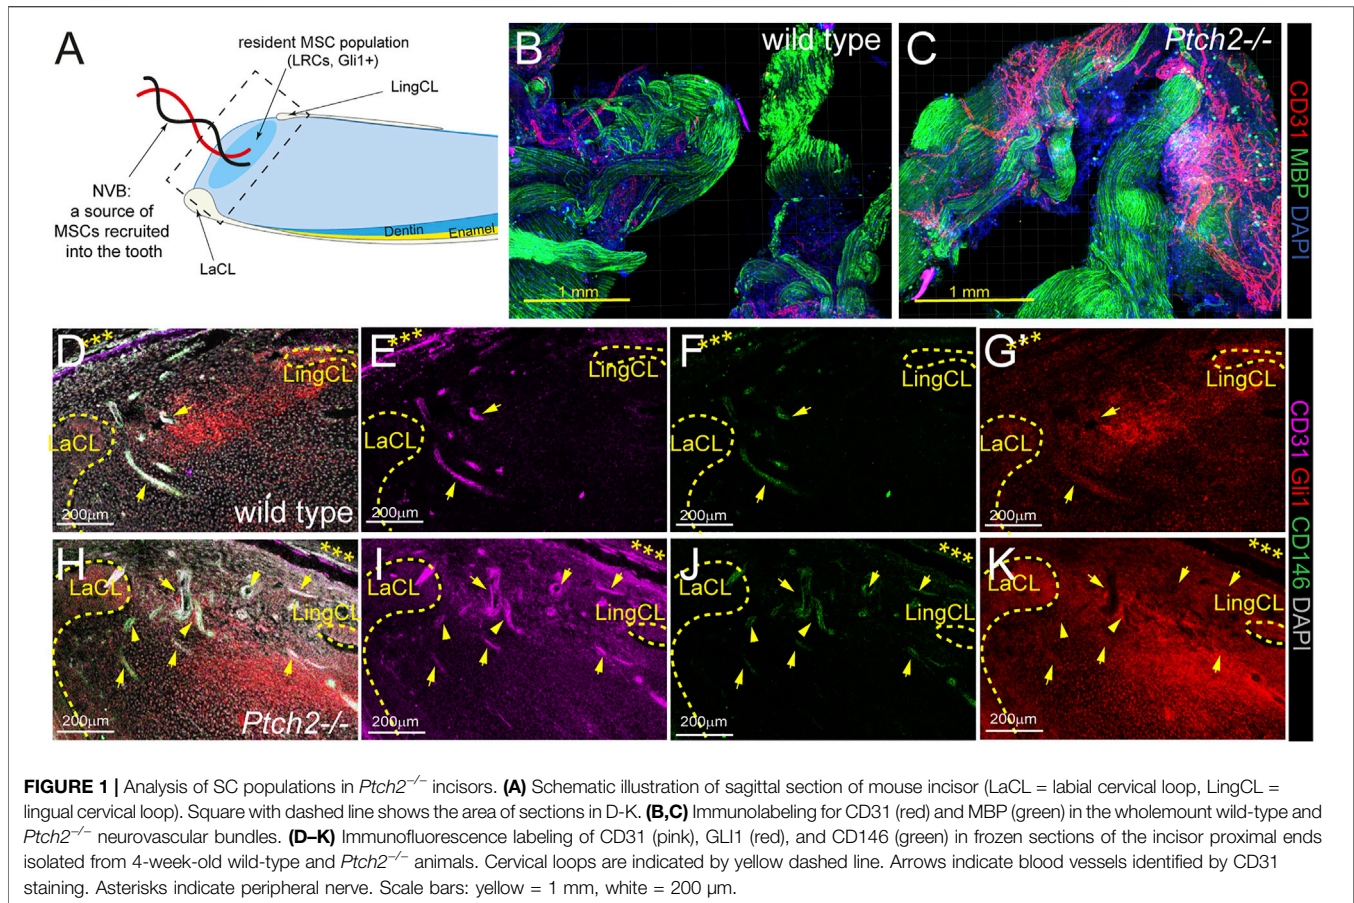 A
resident MSC population
(LRCs, Gli1+)
LingCL
NVB:
a source of
MSCs recruited
into the tooth
LaCL
Dentin
Enamel
B
wild type
1 mm
C
Ptch2-/-
1 mm
CD31 MBP DAPI
D
***
LingCL
LaCL
wild type
200μm
E
***
LingCL
LaCL
200μm
F
***
LingCL
LaCL
200μm
G
***
LingCL
LaCL
200μm
H
***
LaCL
LingCL
Ptch2-/-
200μm
I
***
LaCL
LingCL
200μm
J
***
LaCL
LingCL
200μm
K
***
LaCL
LingCL
200μm
CD31 Gli1 CD146 DAPI
FIGURE 1 | Analysis of SC populations in Ptch2−/− incisors. (A) Schematic illustration of sagittal section of mouse incisor (LaCL = labial cervical loop, LingCL =
lingual cervical loop). Square with dashed line shows the area of sections in D-K. (B,C) Immunolabeling for CD31 (red) and MBP (green) in the wholemount wild-type and
Ptch2−/− neurovascular bundles. (D–K) Immunofluorescence labeling of CD31 (pink), GLI1 (red), and CD146 (green) in frozen sections of the incisor proximal ends
isolated from 4-week-old wild-type and Ptch2−/− animals. Cervical loops are indicated by yellow dashed line. Arrows indicate blood vessels identified by CD31
staining. Asterisks indicate peripheral nerve. Scale bars: yellow = 1 mm, white = 200 μm.